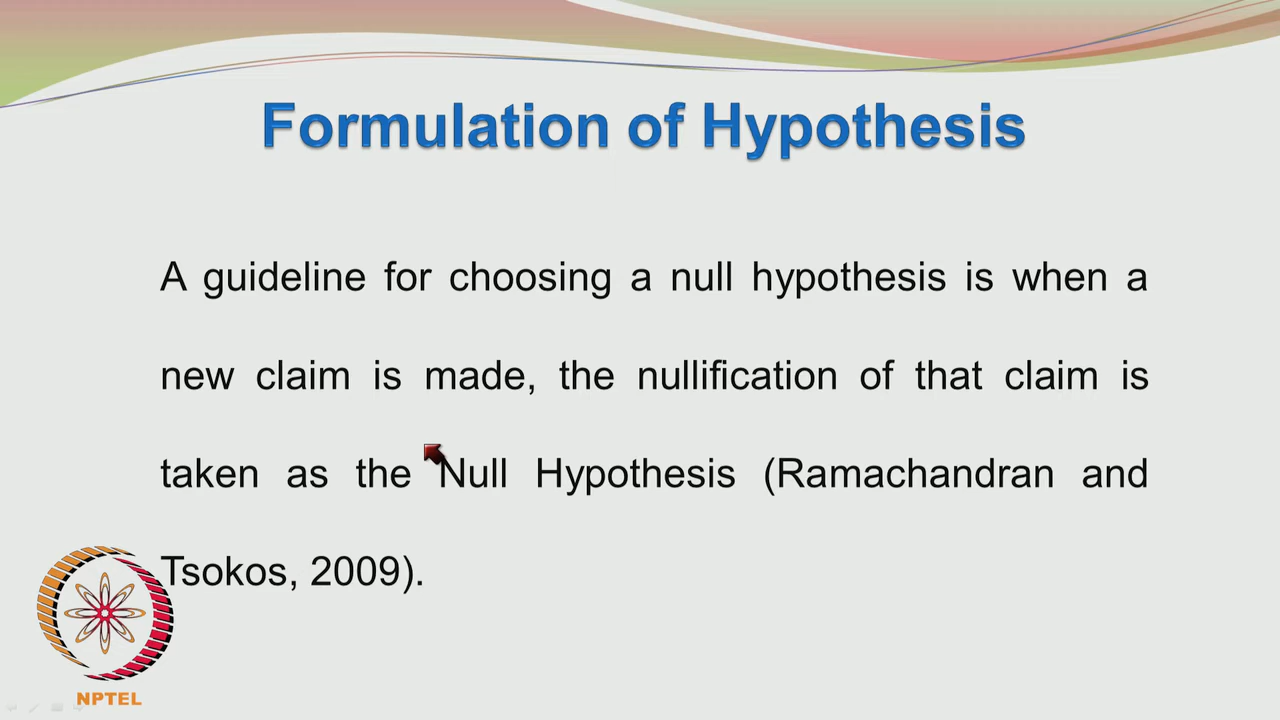 Formulation of Hypothesis
A guideline for choosing a null hypothesis is when a
new claim is made, the nullification of that claim is
taken as the Null Hypothesis (Ramachandran and
Tsokos, 2009).
NPTEL